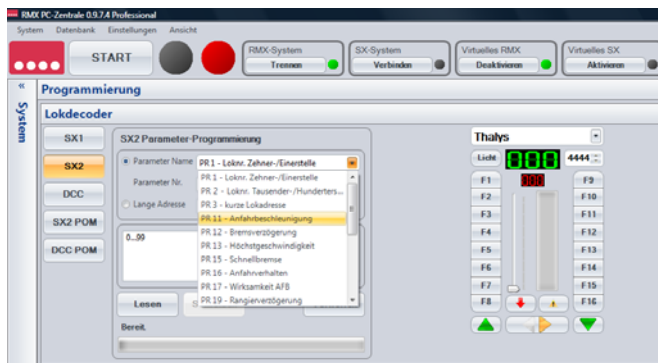 RMX PC-Zentrale 0.9.7.4 Professional
System Datenbank Einstellungen Ansicht
START
RMX-System
Trennen
SX-System
Verbinden
Virtuelles RMX
Deaktivieren
Virtuelles SX
Aktivieren
« Programmierung
System
Lokdecoder
SX1
SX2
DCC
SX2 POM
DCC POM
SX2 Parameter-Programmierung
Parameter Name PR 1 - Loknr. Zehner-/Einerstelle
Parameter Nr.
Lange Adresse
PR 1 - Loknr. Zehner-/Einerstelle
PR 2 - Loknr. Tausender-/Hunderters...
PR 3 - kurze Lokadresse
PR 11 - Anfahrbeschleunigung
PR 12 - Bremsverzögerung
PR 13 - Höchstgeschwindigkeit
PR 15 - Schnellbremse
PR 16 - Anfahrverhalten
PR 17 - Wirksamkeit AFB
PR 19 - Rangierverzögerung
0...99
Lesen
Bereit.
Thalys
Licht 4444
F1 F9
F2 F10
F3 F11
F4 F12
F5 F13
F6 F14
F7 F15
F8 F16